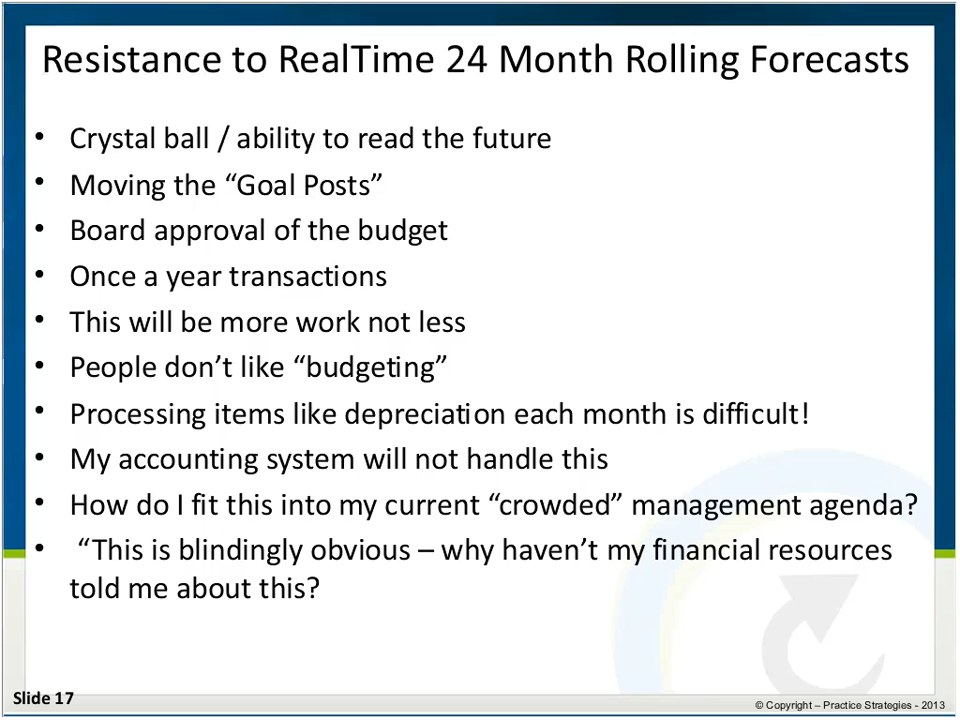 Resistance to RealTime 24 Month Rolling Forecasts
• Crystal ball / ability to read the future
• Moving the “Goal Posts”
• Board approval of the budget
• Once a year transactions
• This will be more work not less
• People don’t like “budgeting”
• Processing items like depreciation each month is difficult!
• My accounting system will not handle this
• How do I fit this into my current “crowded” management agenda?
• “This is blindingly obvious – why haven’t my financial resources
told me about this?
Slide 17
© Copyright – Practice Strategies - 2013